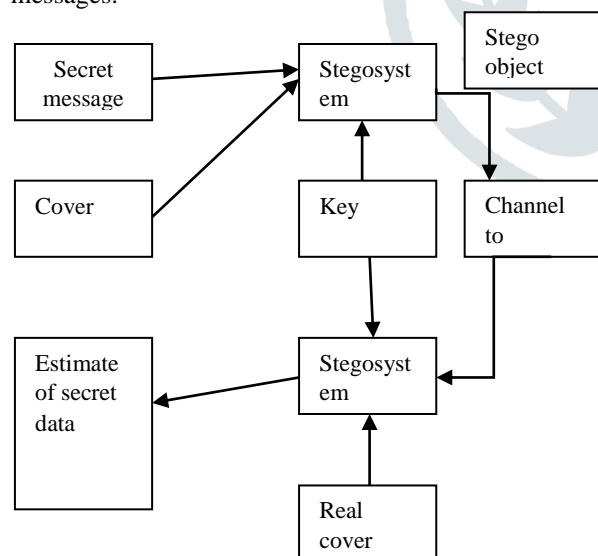 messages.
Secret
message
Stegosyst
em
Stego
object
Cover
Key
Channel
to
Estimate
of secret
data
Stegosyst
em
Real
cover